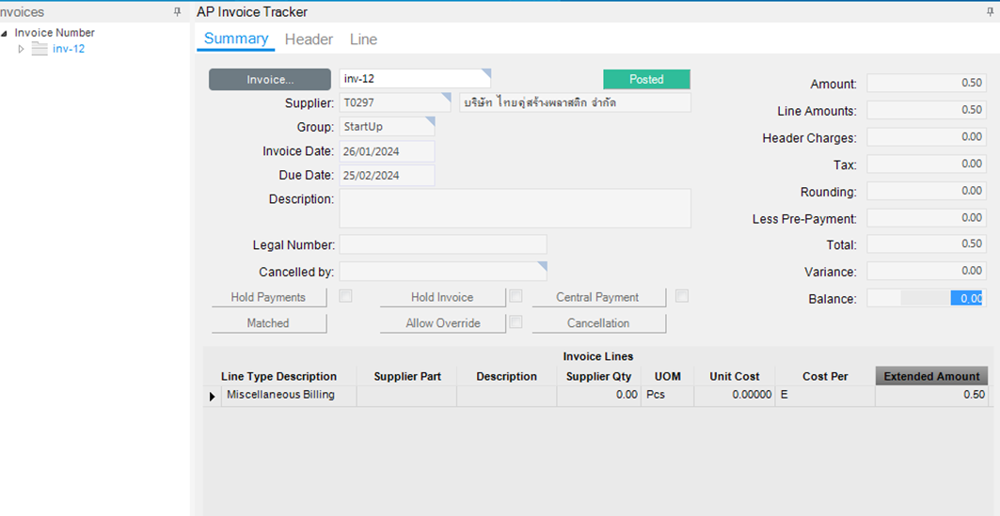 nvoices
AP Invoice Tracker
Invoice Number
inv-12
Summary Header Line
Invoice... inv-12 Posted
Supplier: T0297 บริษัท ไทยคู่สร้างพลาสติก จำกัด
Group: StartUp
Invoice Date: 26/01/2024
Due Date: 25/02/2024
Description:
Legal Number:
Cancelled by:
Hold Payments Hold Invoice Central Payment
Matched Allow Override Cancellation
Amount: 0.50
Line Amounts: 0.50
Header Charges: 0.00
Tax: 0.00
Rounding: 0.00
Less Pre-Payment: 0.00
Total: 0.50
Variance: 0.00
Balance: 0.00
Invoice Lines
Line Type Description Supplier Part Description Supplier Qty UOM Unit Cost Cost Per Extended Amount
Miscellaneous Billing 0.00 Pcs 0.00000 E 0.50